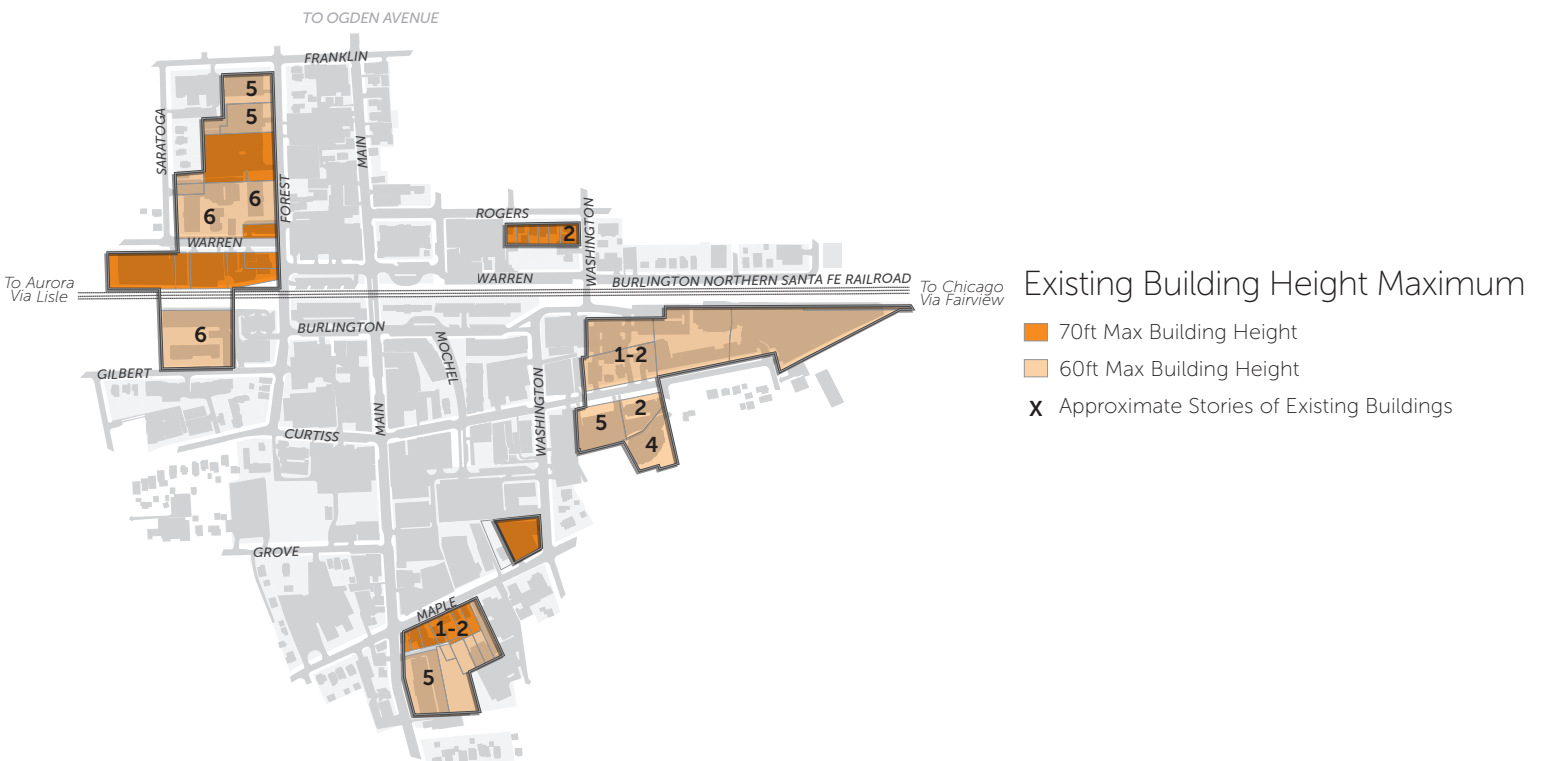 TO OGDEN AVENUE
FRANKLIN
5
5
SARATOGA
MAIN
FOREST
6
6
ROGERS
WASHINGTON
2
WARREN
WARREN
BURLINGTON NORTHERN SANTA FE RAILROAD
To Aurora
Via Lisle
To Chicago
Via Fairview
6
BURLINGTON
MOCHEL
1-2
GILBERT
WASHINGTON
MAIN
2
5
4
CURTISS
GROVE
MAPLE
1-2
5
Existing Building Height Maximum
70ft Max Building Height
60ft Max Building Height
X Approximate Stories of Existing Buildings